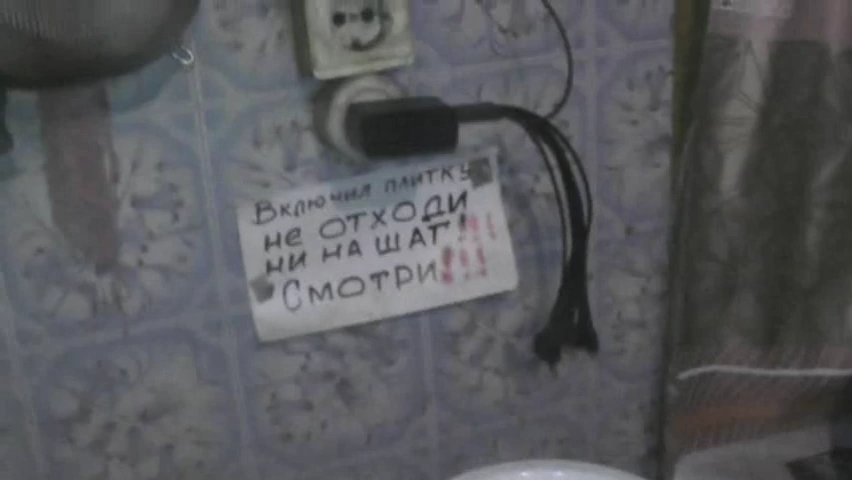 Включил плитку
не отходи
ни на шаг!!!
Смотри!!!